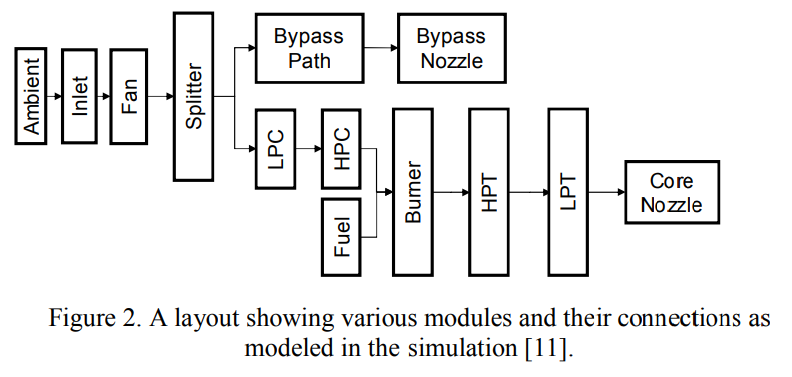 Ambient
Inlet
Fan
Splitter
Bypass
Path
Bypass
Nozzle
LPC
HPC
Fuel
Burner
HPT
LPT
Core
Nozzle
Figure 2. A layout showing various modules and their connections as
modeled in the simulation [11].